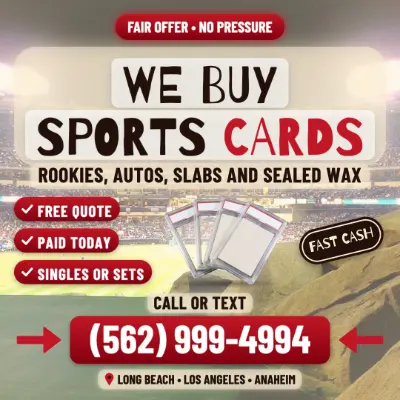 FAIR OFFER • NO PRESSURE
WE BUY
SPORTS CARDS
ROOKIES, AUTOS, SLABS AND SEALED WAX
FREE QUOTE
PAID TODAY
SINGLES OR SETS
FAST CASH
CALL OR TEXT
(562) 999-4994
LONG BEACH • LOS ANGELES • ANAHEIM